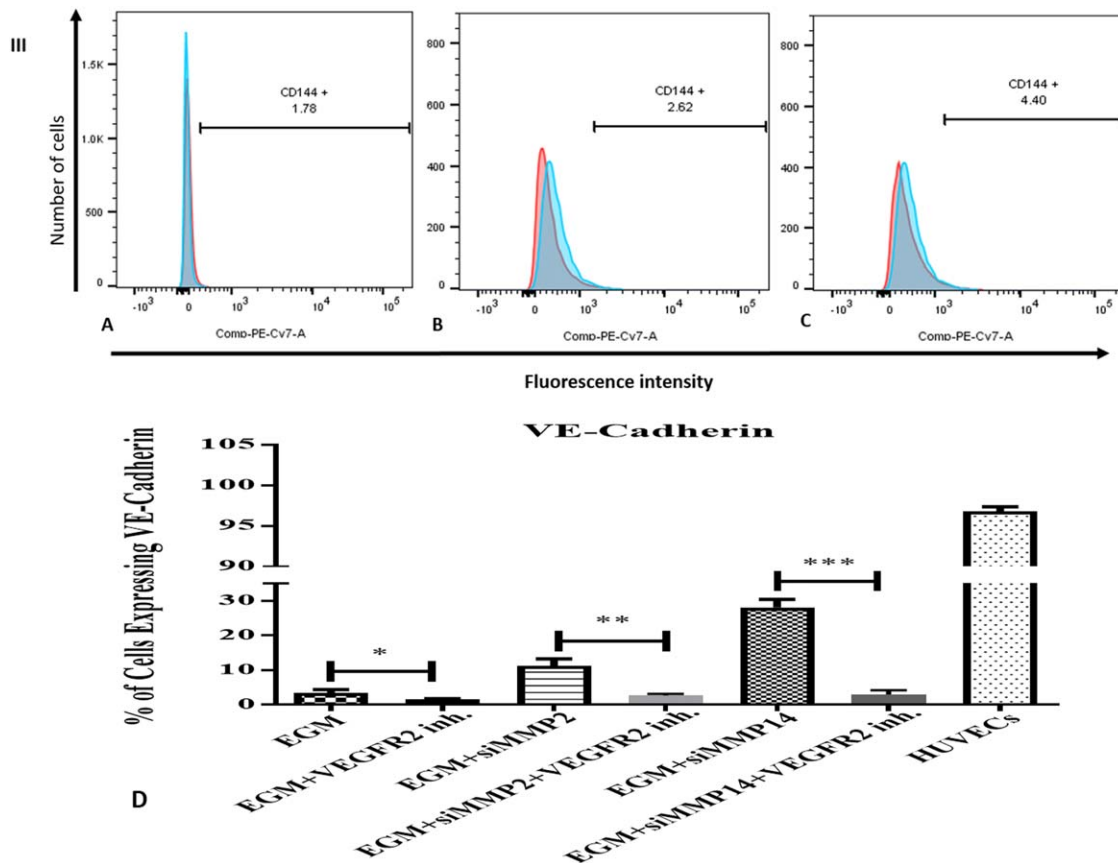 III
Number of cells
1.5K
1.0K
500
0
CD144 +
1.78
-10³ 0 10³ 10⁴ 10⁵
A
Comp-PE-Cy7-A
800
600
400
200
0
CD144 +
2.62
-10³ 0 10³ 10⁴ 10⁵
B
Comp-PE-Cy7-A
800
600
400
200
0
CD144 +
4.40
-10³ 0 10³ 10⁴ 10⁵
C
Comp-PE-Cy7-A
Fluorescence intensity
VE-Cadherin
% of Cells Expressing VE-Cadherin
105
100
95
90
30
20
10
0
*
**
***
EGM
EGM+VEGFR2 inh.
EGM+siMMP2
EGM+siMMP2+VEGFR2 inh.
EGM+siMMP14
EGM+siMMP14+VEGFR2 inh.
HUVECs
D